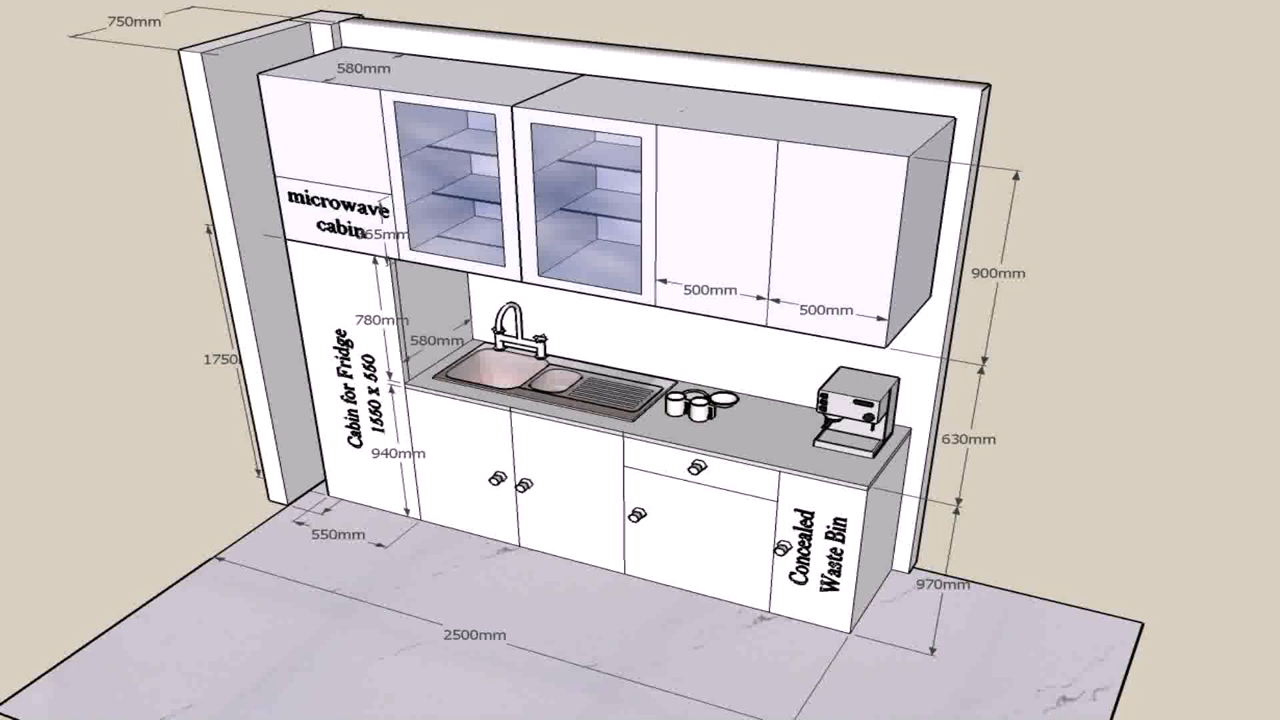 750mm
580mm
microwave
cabin
365mm
500mm
500mm
900mm
780mm
580mm
1750
Cabin for Fridge
1550 x 550
940mm
630mm
Concealed
Waste Bin
550mm
970mm
2500mm